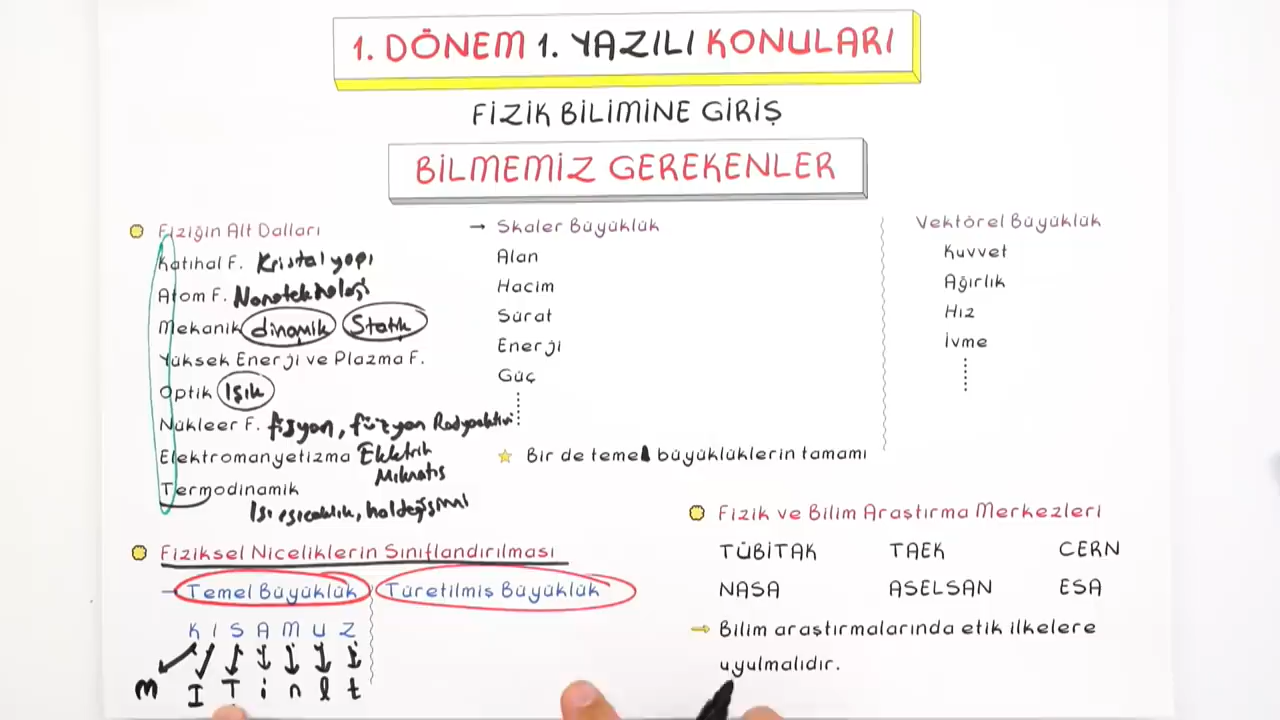 1. DÖNEM 1. YAZILI KONULARI
FİZİK BİLİMİNE GİRİŞ
BİLMEMİZ GEREKENLER
Fiziğin Alt Dalları
Katıhal F. Kristal yapı
Atom F. Nanoteknoloji
Mekanik dinamik Statik
Yüksek Enerji ve Plazma F.
Optik Işık
Nükleer F. fisyon, füzyon Radyoaktivi
Elektromanyetizma Elektrik
Mıknatıs
Termodinamik
Isı sıcaklık, haldeğişimi
→ Skaler Büyüklük
Alan
Hacim
Sürat
Enerji
Güç
Vektörel Büyüklük
Kuvvet
Ağırlık
Hız
İvme
Bir de temel büyüklüklerin tamamı
Fiziksel Niceliklerin Sınıflandırılması
Temel Büyüklük Türetilmiş Büyüklük
K I S A M U Z
m I T i n l t
Fizik ve Bilim Araştırma Merkezleri
TÜBİTAK TAEK CERN
NASA ASELSAN ESA
Bilim araştırmalarında etik ilkelere
uyulmalıdır.